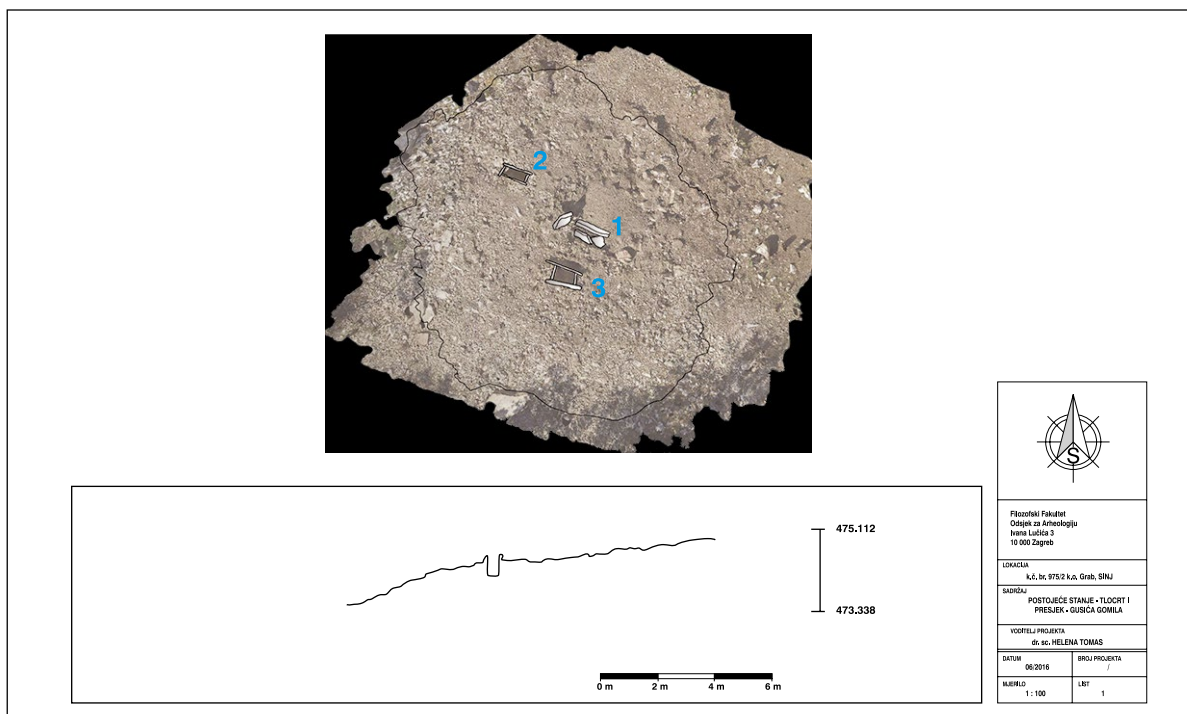 2
1
3
475.112
473.338
0 m 2 m 4 m 6 m
S
Filozofski Fakultet
Odsjek za Arheologiju
Ivana Lučića 3
10 000 Zagreb
LOKACIJA
k.č. br. 975/2 k.o. Grab, SINJ
SADRŽAJ
POSTOJEĆE STANJE - TLOCRT I
PRESJEK - GUSIĆA GOMILA
VODITELJ PROJEKTA
dr. sc. HELENA TOMAS
DATUM BROJ PROJEKTA
06/2016 /
MJERILO LIST
1 : 100 1